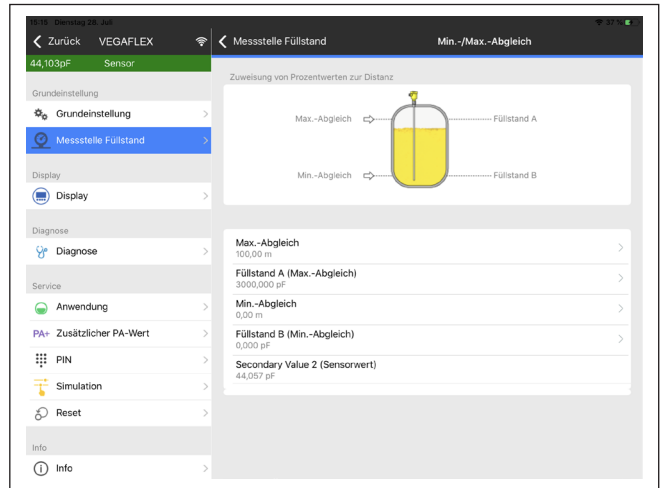 15:15 Dienstag 28. Juli
37 %
Zurück VEGAFLEX
Messstelle Füllstand
Min.-/Max.-Abgleich
44,103pF Sensor
Grundeinstellung
Grundeinstellung
Messstelle Füllstand
Display
Display
Diagnose
Diagnose
Service
Anwendung
PA+ Zusätzlicher PA-Wert
PIN
Simulation
Reset
Info
Info
Zuweisung von Prozentwerten zur Distanz
Max.-Abgleich Füllstand A
Min.-Abgleich Füllstand B
Max.-Abgleich
100,00 m
Füllstand A (Max.-Abgleich)
3000,000 pF
Min.-Abgleich
0,00 m
Füllstand B (Min.-Abgleich)
0,000 pF
Secondary Value 2 (Sensorwert)
44,057 pF